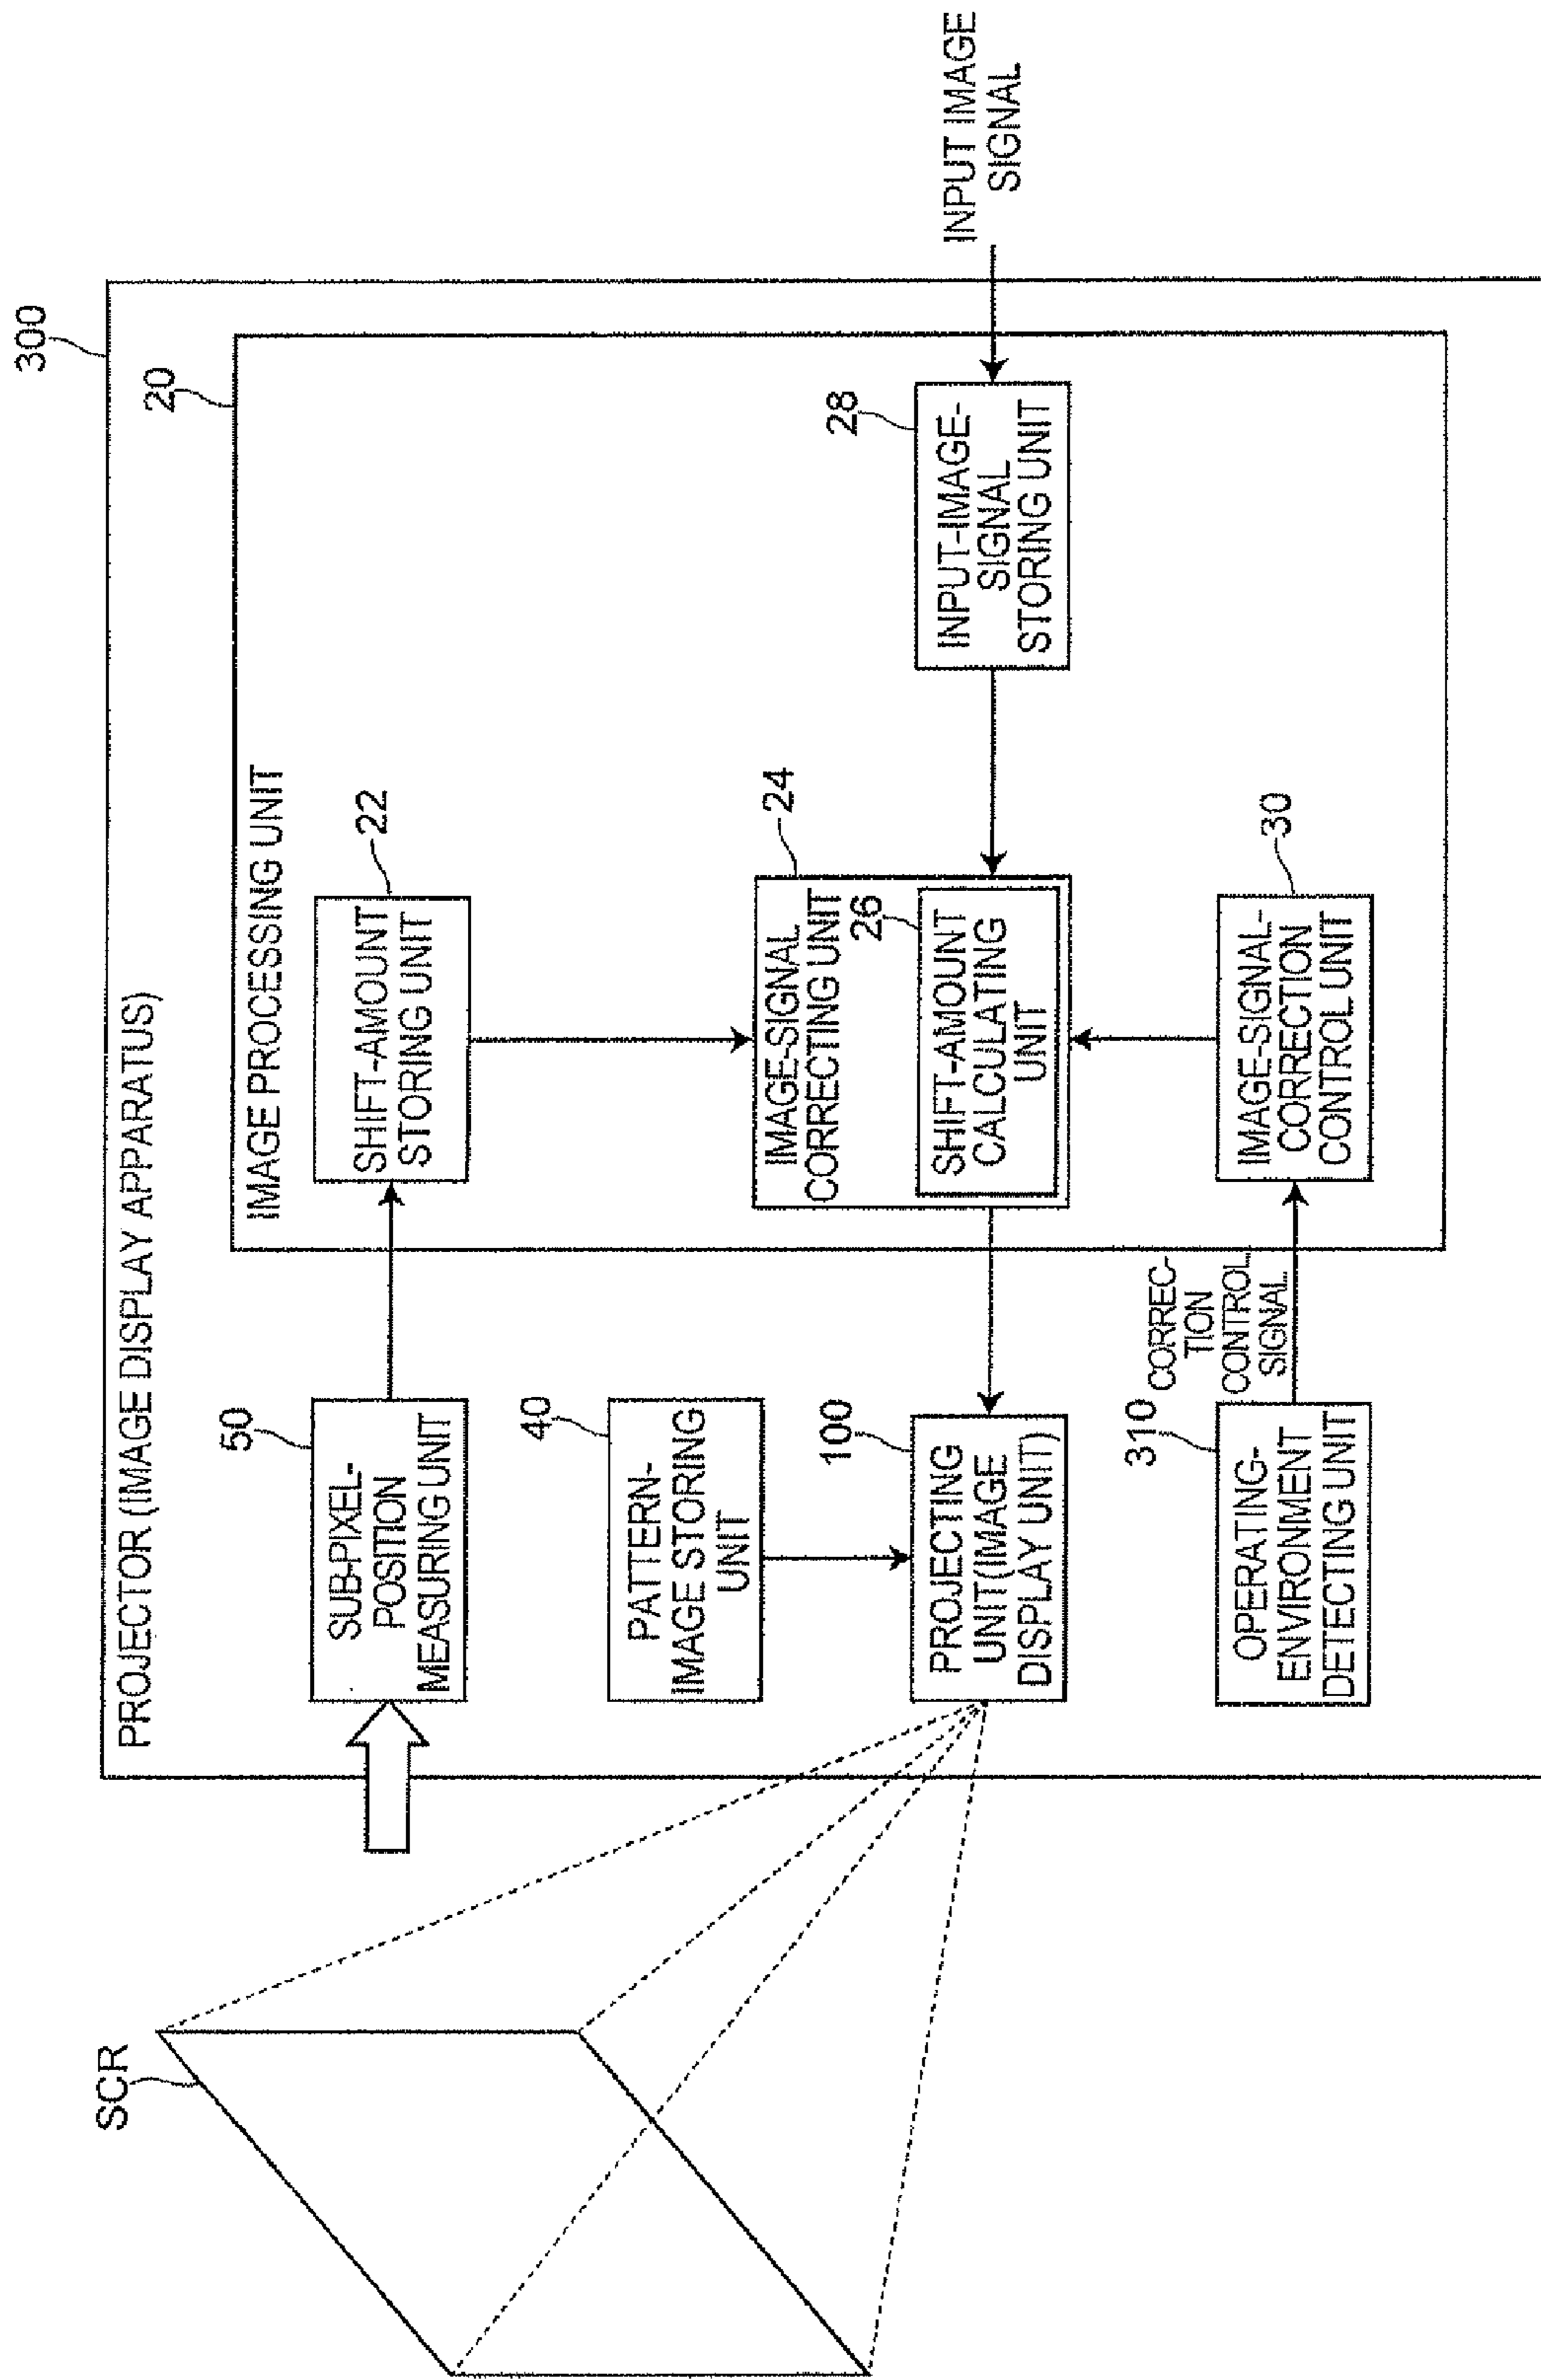 300
PROJECTOR (IMAGE DISPLAY APPARATUS)
20
IMAGE PROCESSING UNIT
SCR
50
SUB-PIXEL-
POSITION
MEASURING UNIT
22
SHIFT-AMOUNT
STORING UNIT
40
PATTERN-
IMAGE STORING
UNIT
24
IMAGE-SIGNAL
CORRECTING UNIT
26
SHIFT-AMOUNT
CALCULATING
UNIT
28
INPUT-IMAGE-
SIGNAL
STORING UNIT
INPUT IMAGE
SIGNAL
100
PROJECTING
UNIT(IMAGE
DISPLAY UNIT)
310
OPERATING-
ENVIRONMENT
DETECTING UNIT
CORREC-
TION
CONTROL
SIGNAL
30
IMAGE-SIGNAL-
CORRECTION
CONTROL UNIT